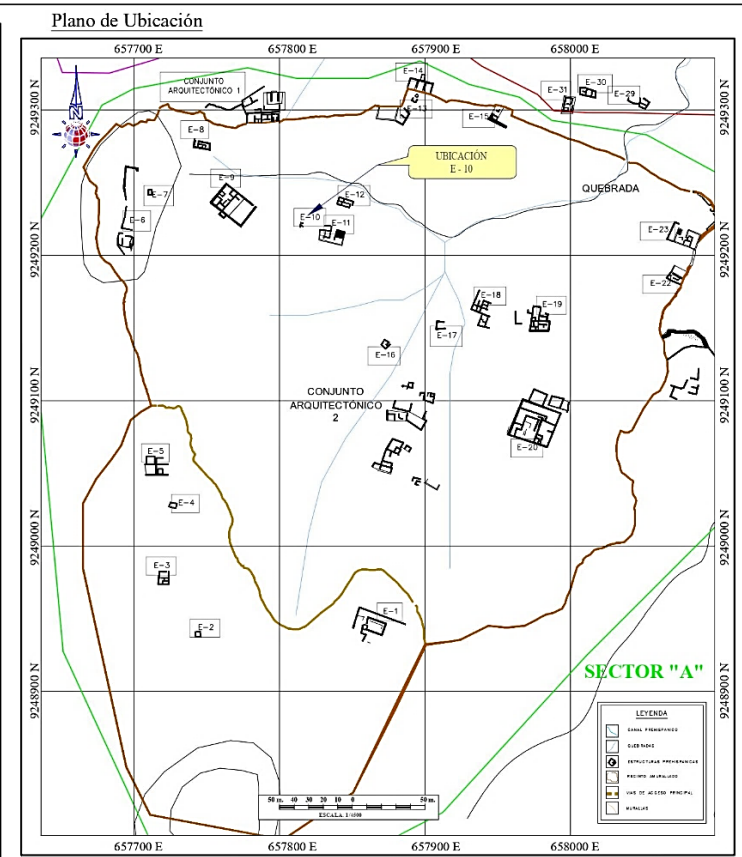 Plano de Ubicación
657700 E
657800 E
657900 E
658000 E
N
CONJUNTO
ARQUITECTÓNICO 1
E-14
E-13
E-15
E-31
E-30
E-29
9249300 N
9249300 N
E-8
UBICACIÓN
E - 10
E-7
E-9
E-12
QUEBRADA
E-6
E-10
E-11
E-23
9249200 N
9249200 N
E-22
E-18
E-19
E-17
E-16
CONJUNTO
ARQUITECTÓNICO
2
9249100 N
9249100 N
E-20
E-5
E-4
9249000 N
9249000 N
E-3
E-1
E-2
SECTOR "A"
9248900 N
9248900 N
LEYENDA
CANAL PREHISPANICO
QUEBRADAS
ESTRUCTURAS PREHISPANICAS
RECINTO AMURALLADO
VIAS DE ACCESO PRINCIPAL
MURALLAS
50 m. 40 30 20 10 0 50 m.
ESCALA: 1/4500
657700 E
657800 E
657900 E
658000 E